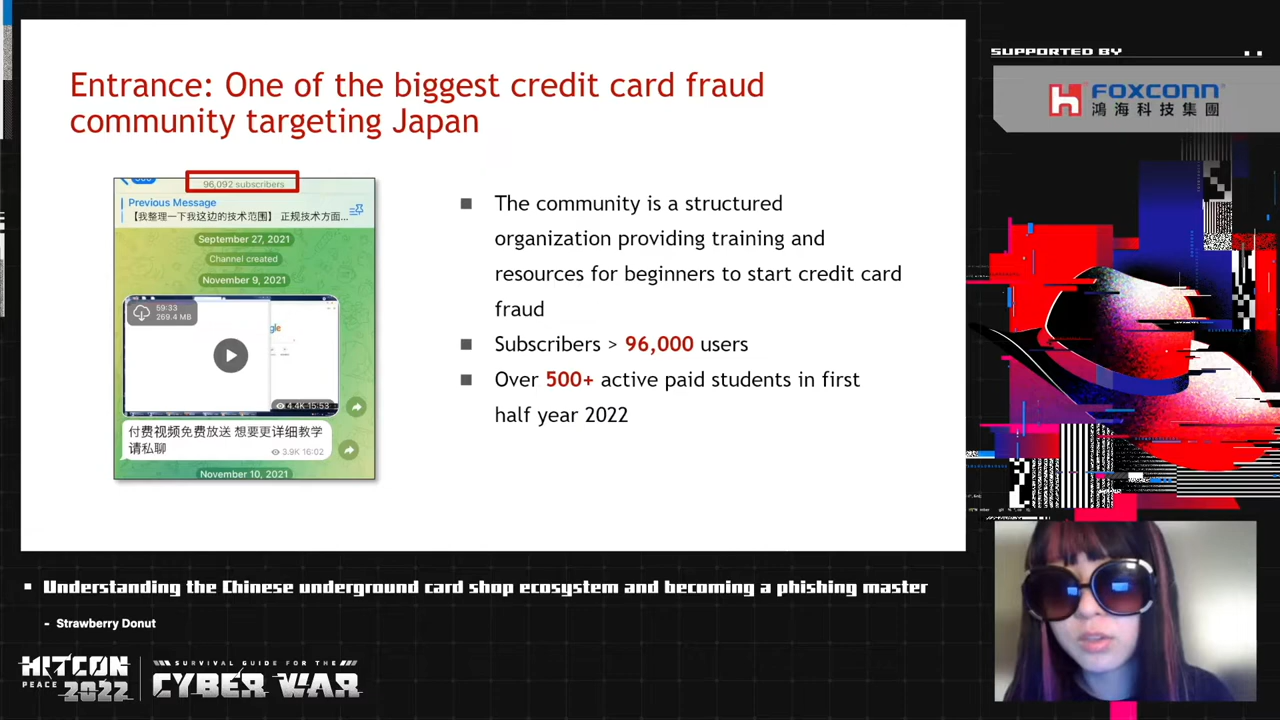 Entrance: One of the biggest credit card fraud
community targeting Japan
96,092 subscribers
Previous Message
【我整理一下我这边的技术范围】 正规技术方面...
September 27, 2021
Channel created
November 9, 2021
59:33
269.4 MB
4.4K 15:53
付费视频免费放送 想要更详细教学
请私聊
3.9K 16:02
November 10, 2021
■ The community is a structured
organization providing training and
resources for beginners to start credit card
fraud
■ Subscribers > 96,000 users
■ Over 500+ active paid students in first
half year 2022
SUPPORTED BY
FOXCONN
鴻海科技集團
Understanding the Chinese underground card shop ecosystem and becoming a phishing master
- Strawberry Donut
HITCON
PEACE 2022
SURVIVAL GUIDE FOR THE
CYBER WAR